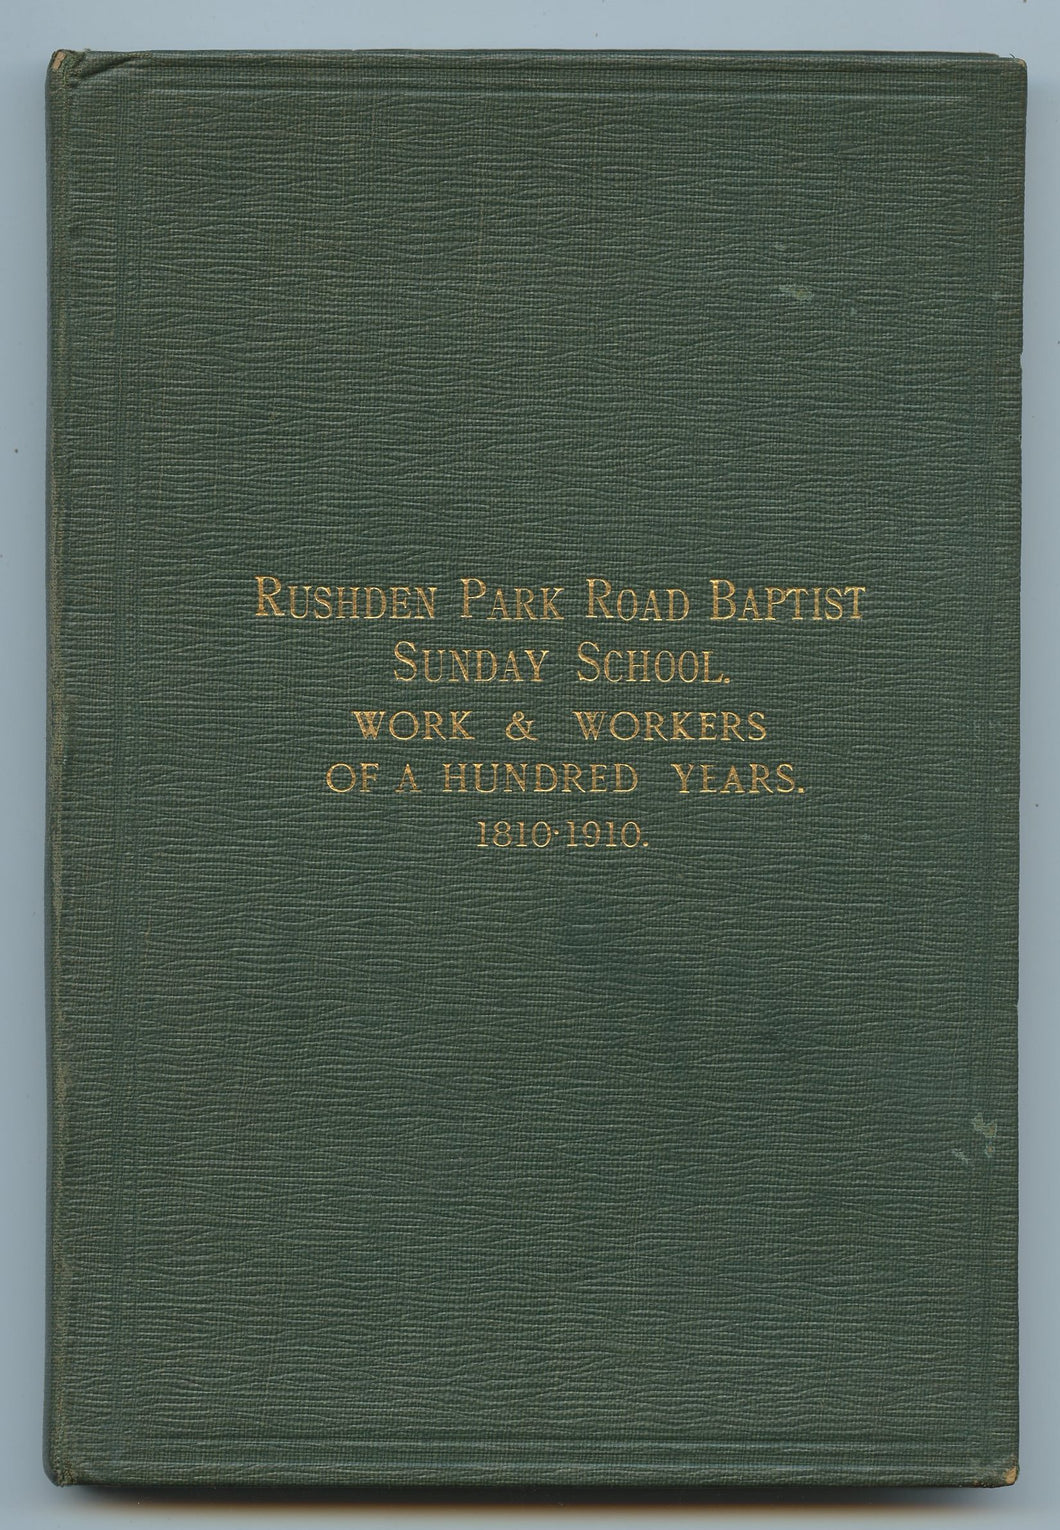 RUSHDEN PARK ROAD BAPTIST
SUNDAY SCHOOL.
WORK & WORKERS
OF A HUNDRED YEARS.
1810·1910.